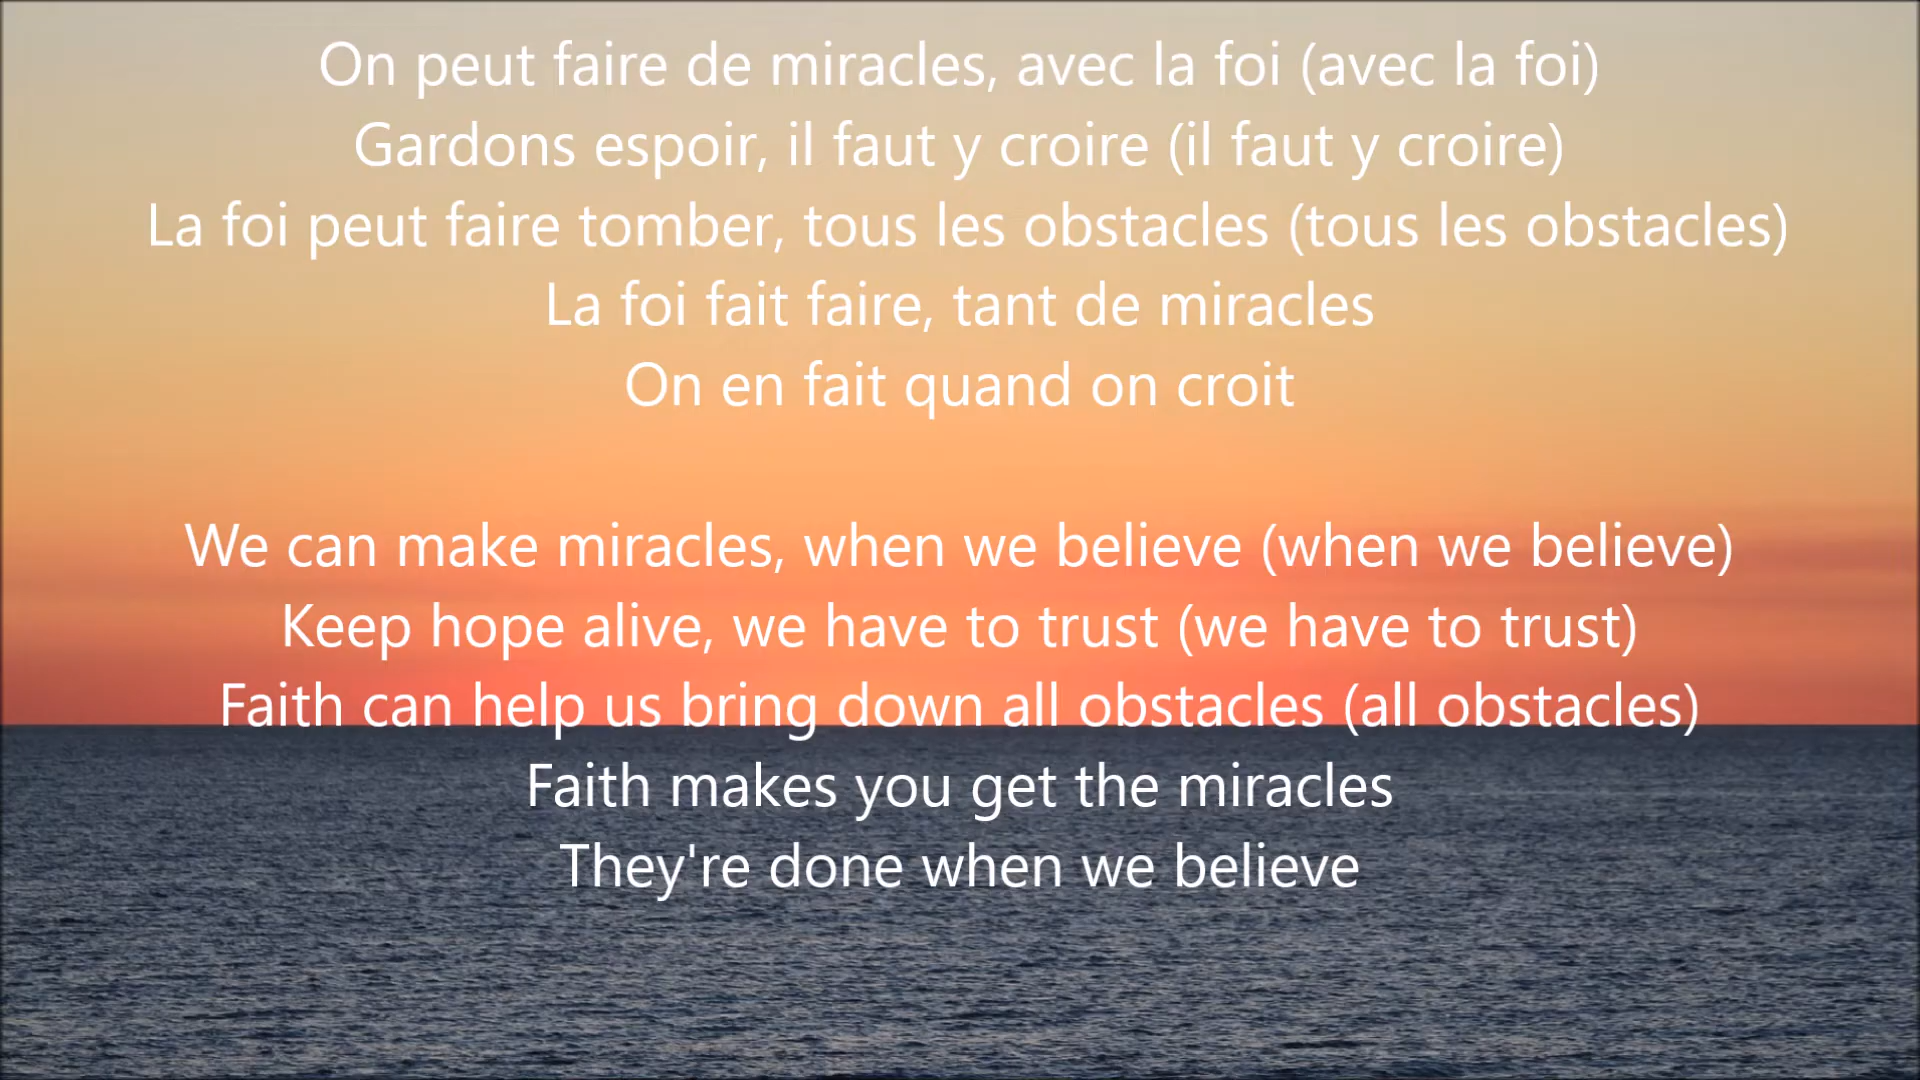 On peut faire de miracles, avec la foi (avec la foi)
Gardons espoir, il faut y croire (il faut y croire)
La foi peut faire tomber, tous les obstacles (tous les obstacles)
La foi fait faire, tant de miracles
On en fait quand on croit
We can make miracles, when we believe (when we believe)
Keep hope alive, we have to trust (we have to trust)
Faith can help us bring down all obstacles (all obstacles)
Faith makes you get the miracles
They're done when we believe